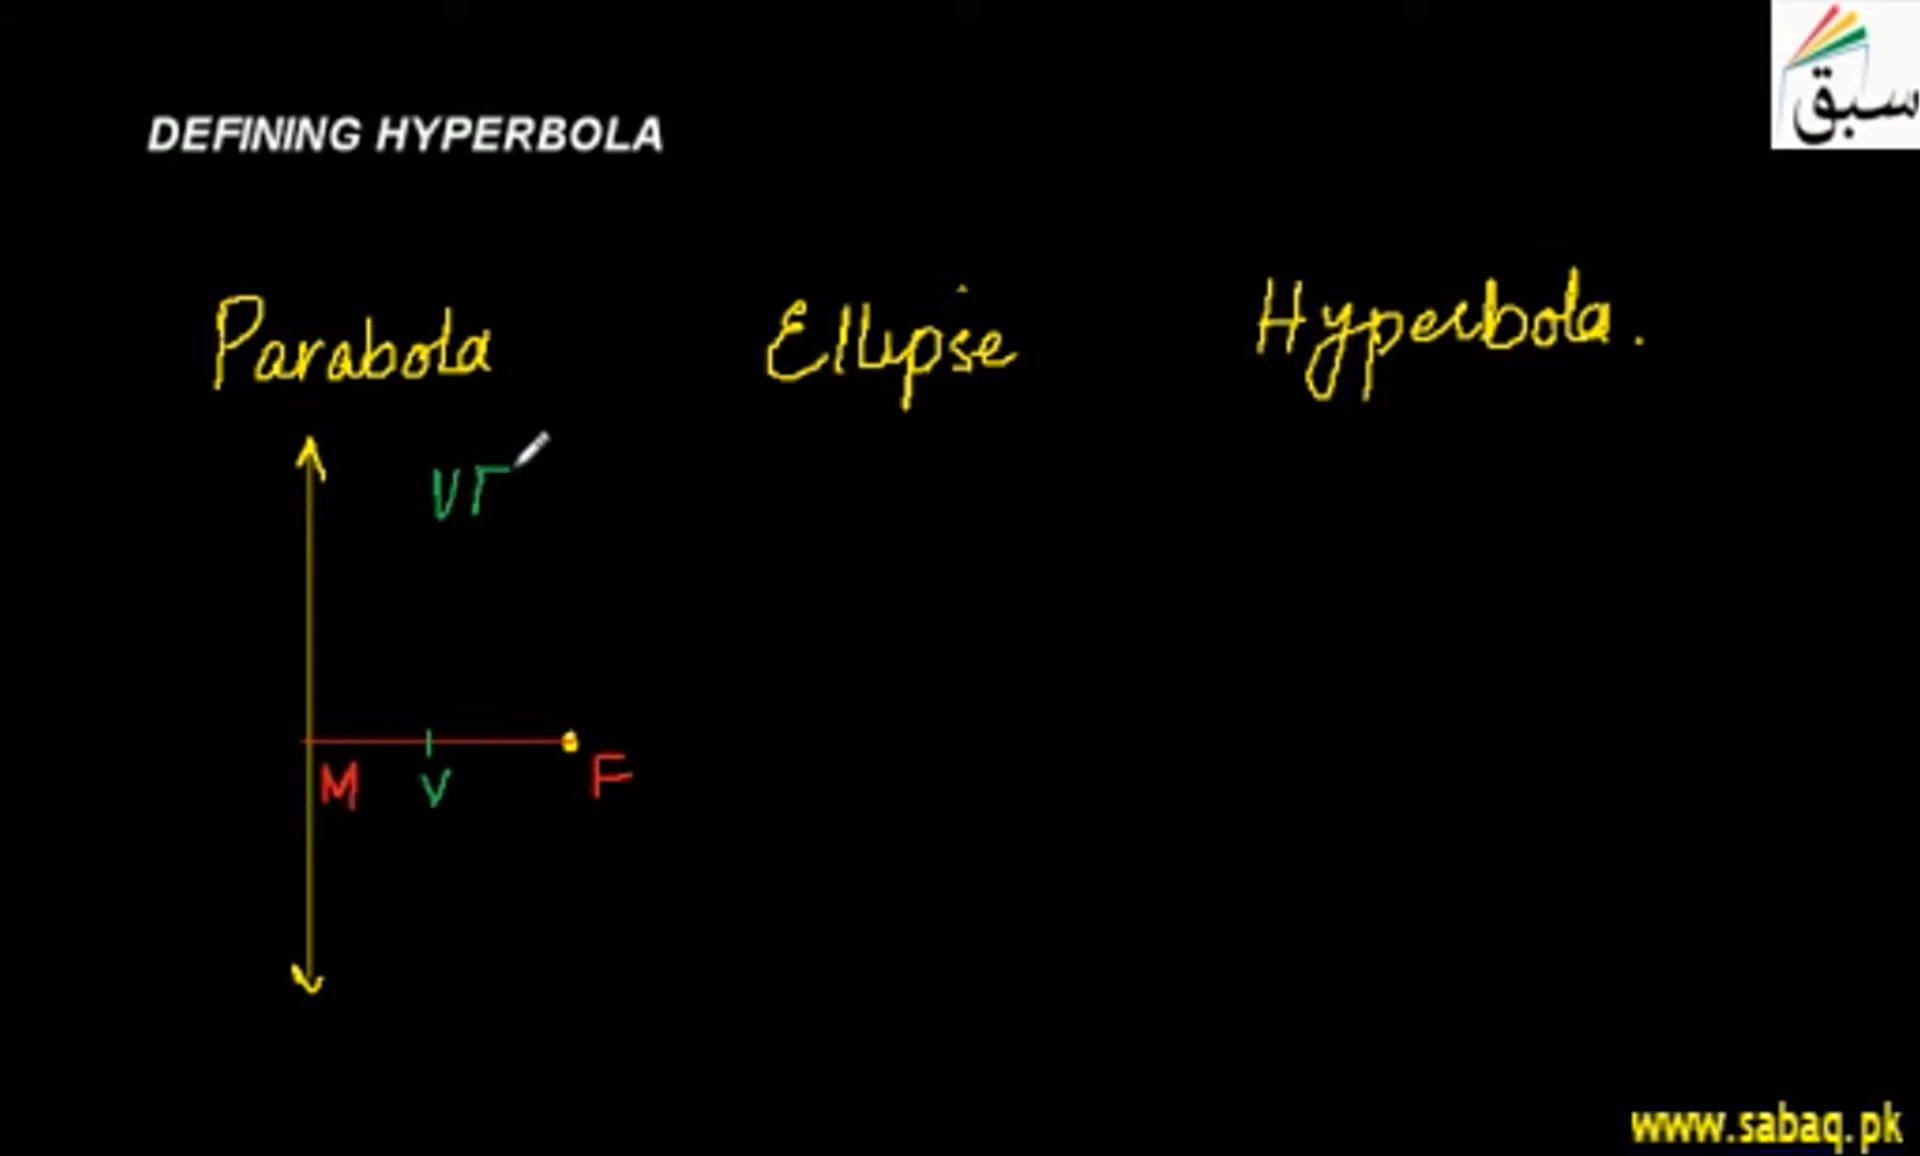 سبق
DEFINING HYPERBOLA
Parabola Ellipse Hyperbola.
V
M V F
www.sabaq.pk